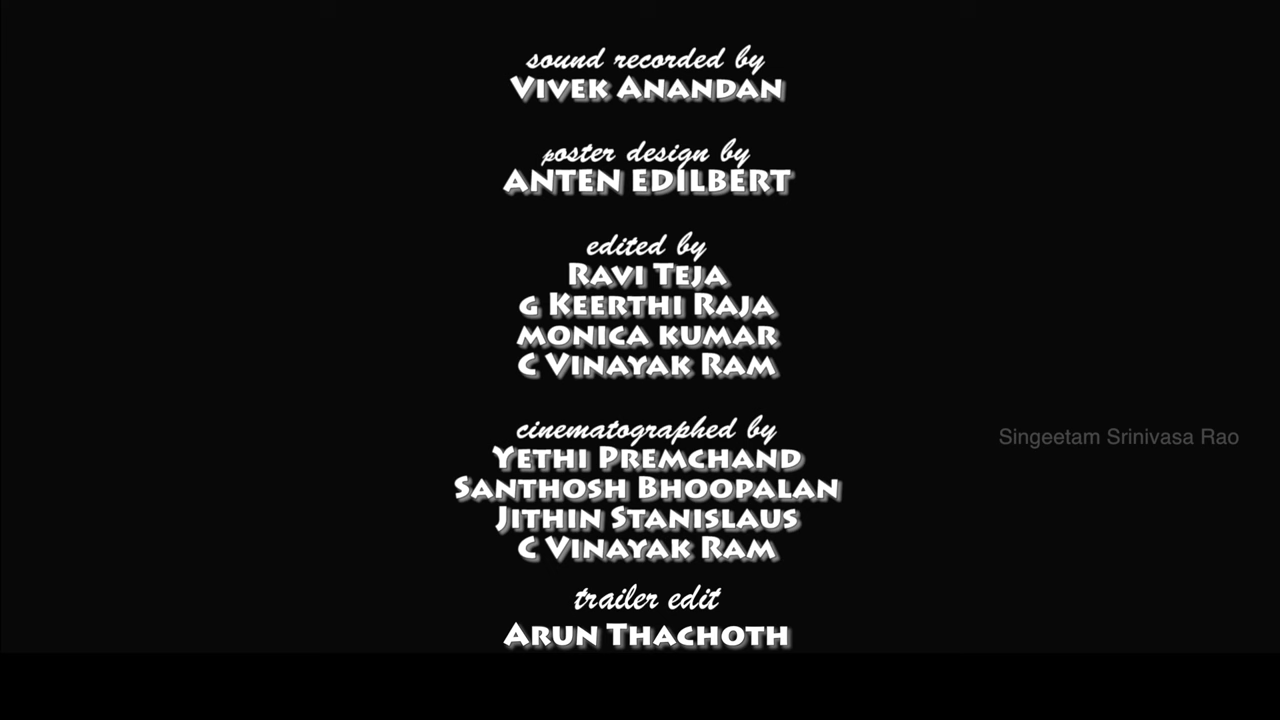 sound recorded by
Vivek Anandan
poster design by
ANTEN EDILBERT
edited by
Ravi Teja
G Keerthi Raja
MONICA KUMAR
C Vinayak Ram
cinematographed by
Yethi Premchand
Santhosh Bhoopalan
Jithin Stanislaus
C Vinayak Ram
trailer edit
Arun Thachoth
Singeetam Srinivasa Rao